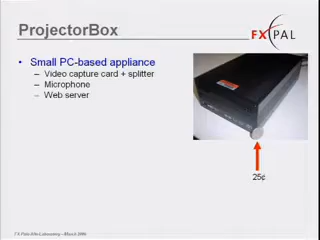 ProjectorBox
FX PAL
• Small PC-based appliance
– Video capture card + splitter
– Microphone
– Web server
25¢
FX Palo Alto Laboratory – March 2006